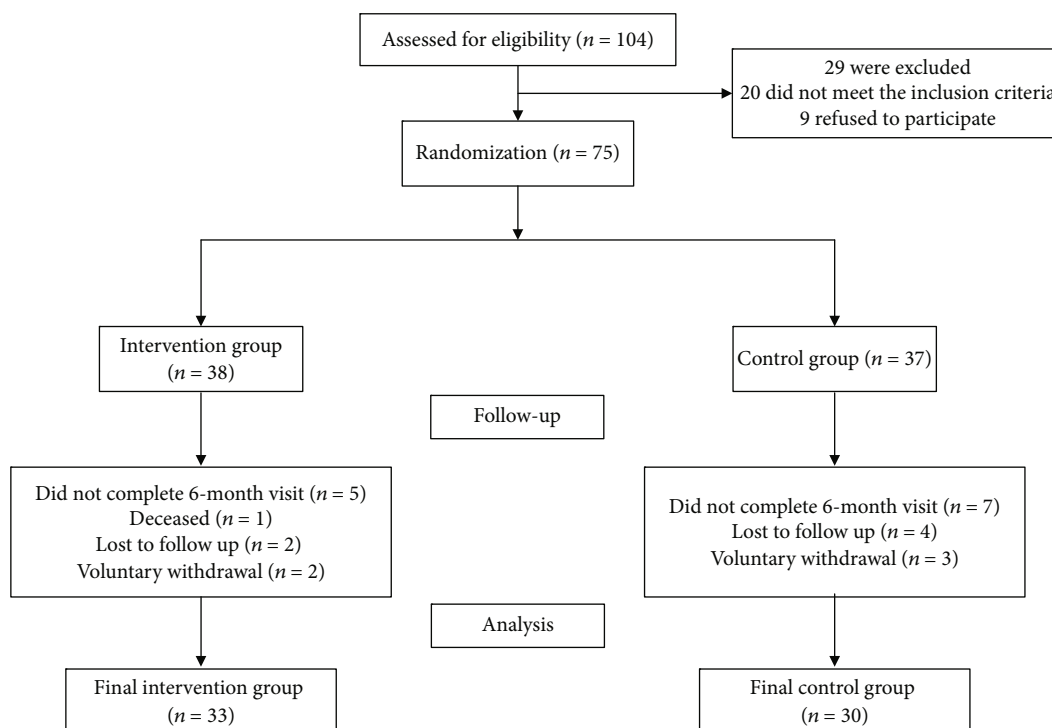 Assessed for eligibility (n = 104)
29 were excluded
20 did not meet the inclusion criteria
9 refused to participate
Randomization (n = 75)
Intervention group
(n = 38)
Control group (n = 37)
Follow-up
Did not complete 6-month visit (n = 5)
Deceased (n = 1)
Lost to follow up (n = 2)
Voluntary withdrawal (n = 2)
Did not complete 6-month visit (n = 7)
Lost to follow up (n = 4)
Voluntary withdrawal (n = 3)
Analysis
Final intervention group
(n = 33)
Final control group
(n = 30)